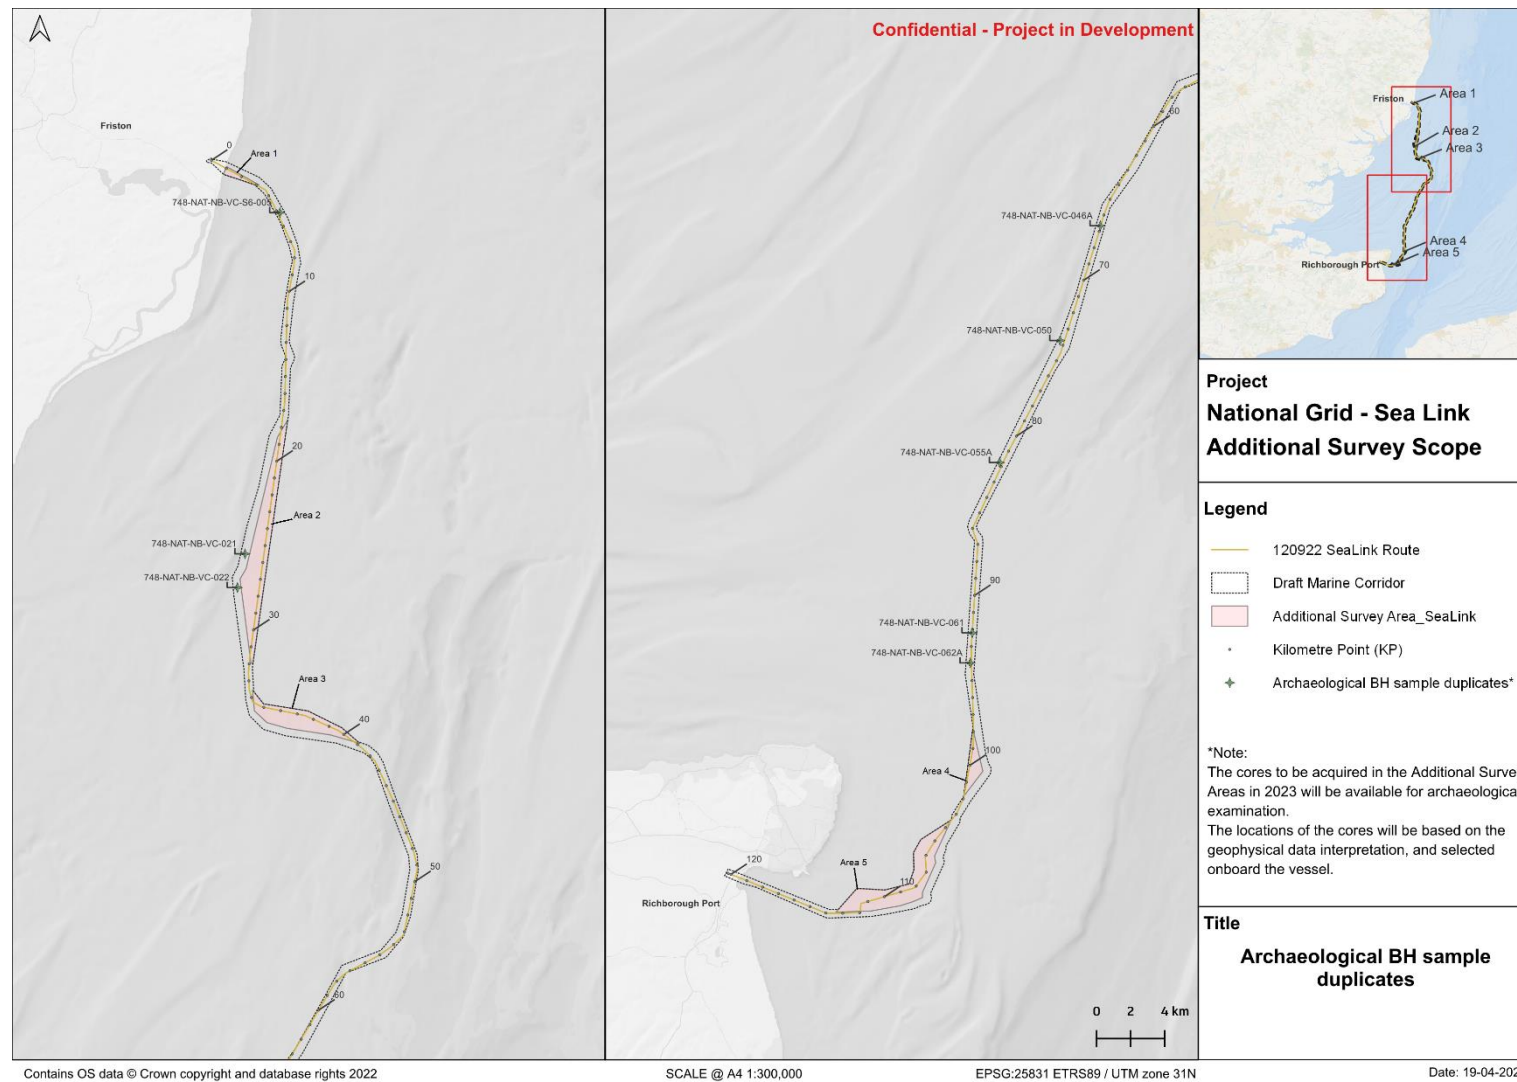 Friston
0
Area 1
748-NAT-NB-VC-S6-005
10
20
Area 2
748-NAT-NB-VC-021
748-NAT-NB-VC-022
30
Area 3
40
50
60
Confidential - Project in Development
60
748-NAT-NB-VC-046A
70
748-NAT-NB-VC-050
80
748-NAT-NB-VC-055A
90
748-NAT-NB-VC-061
748-NAT-NB-VC-062A
100
Area 4
Area 5
110
120
Richborough Port
0 2 4 km
Friston
Area 1
Area 2
Area 3
Area 4
Area 5
Richborough Port
Project
National Grid - Sea Link
Additional Survey Scope
Legend
120922 SeaLink Route
Draft Marine Corridor
Additional Survey Area_SeaLink
Kilometre Point (KP)
Archaeological BH sample duplicates*
*Note:
The cores to be acquired in the Additional Surve
Areas in 2023 will be available for archaeologica
examination.
The locations of the cores will be based on the
geophysical data interpretation, and selected
onboard the vessel.
Title
Archaeological BH sample
duplicates
Contains OS data © Crown copyright and database rights 2022
SCALE @ A4 1:300,000
EPSG:25831 ETRS89 / UTM zone 31N
Date: 19-04-202